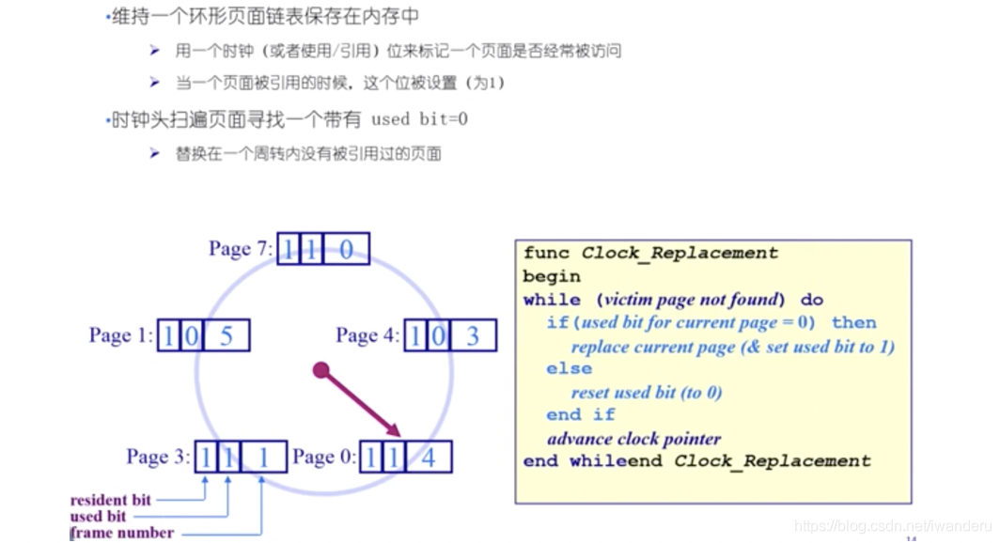 •维持一个环形页面链表保存在内存中
➤ 用一个时钟（或者使用/引用）位来标记一个页面是否经常被访问
➤ 当一个页面被引用的时候，这个位被设置（为1）
•时钟头扫遍页面寻找一个带有 used bit=0
➤ 替换在一个周转内没有被引用过的页面
Page 7: 1 1 0
Page 1: 1 0 5
Page 4: 1 0 3
Page 3: 1 1 1
Page 0: 1 1 4
resident bit
used bit
frame number
func Clock_Replacement
begin
while (victim page not found) do
if(used bit for current page = 0) then
replace current page (& set used bit to 1)
else
reset used bit (to 0)
end if
advance clock pointer
end whileend Clock_Replacement
https://blog.csdn.net/iwanderu
14